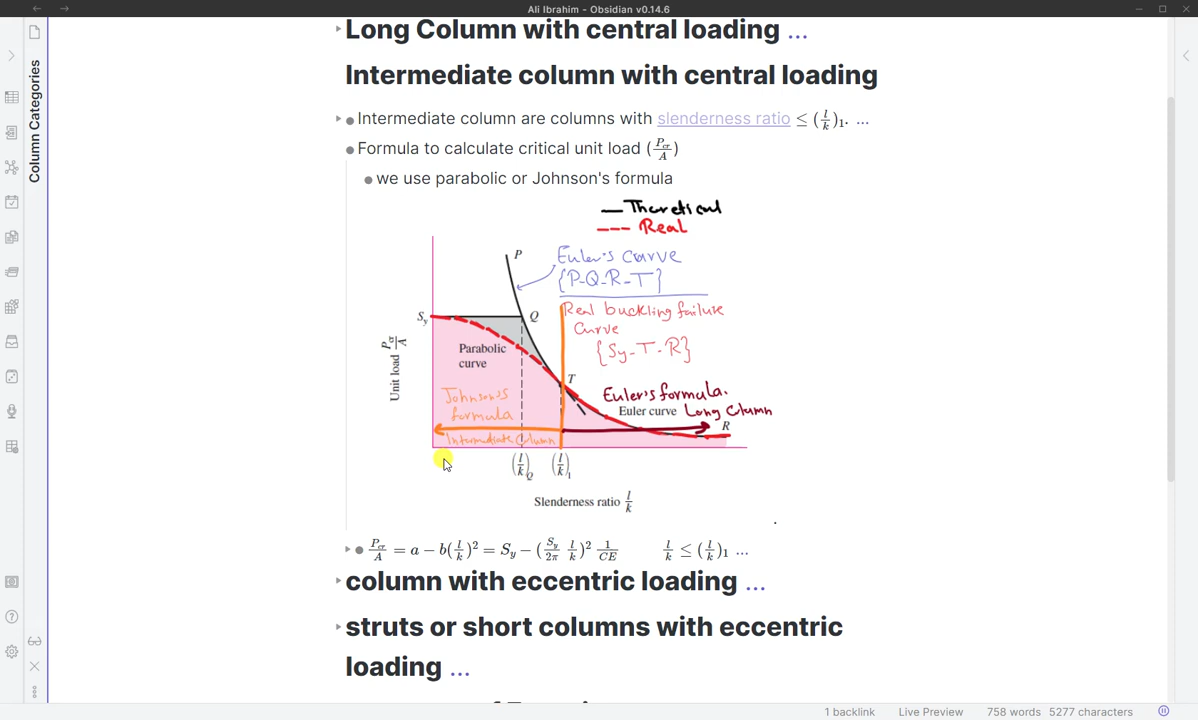 Ali Ibrahim - Obsidian v0.14.6
Column Categories
Long Column with central loading ...
Intermediate column with central loading
Intermediate column are columns with slenderness ratio ≤ (l/k)₁. ...
Formula to calculate critical unit load (Pcr/A)
we use parabolic or Johnson's formula
Theoretical
Real
P
Euler's Curve
{P-Q-R-T}
Real buckling failure
Curve
{Sy-T-R}
Sy
Q
Parabolic
curve
Unit load Pcr/A
T
Johnson's
formula
Euler's formula.
Euler curve
Long Column
R
Intermediate Column
(l/k)Q
(l/k)₁
Slenderness ratio l/k
Pcr/A = a − b(l/k)² = Sy − (Sy/2π l/k)² 1/CE l/k ≤ (l/k)₁ ...
column with eccentric loading ...
struts or short columns with eccentric
loading ...
1 backlink Live Preview 758 words 5277 characters